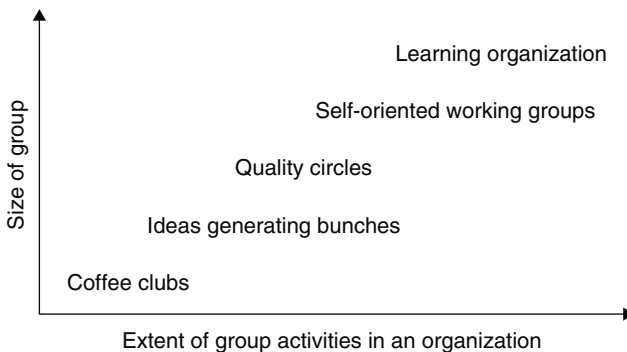 Learning organization
Self-oriented working groups
Quality circles
Ideas generating bunches
Coffee clubs
Size of group
Extent of group activities in an organization